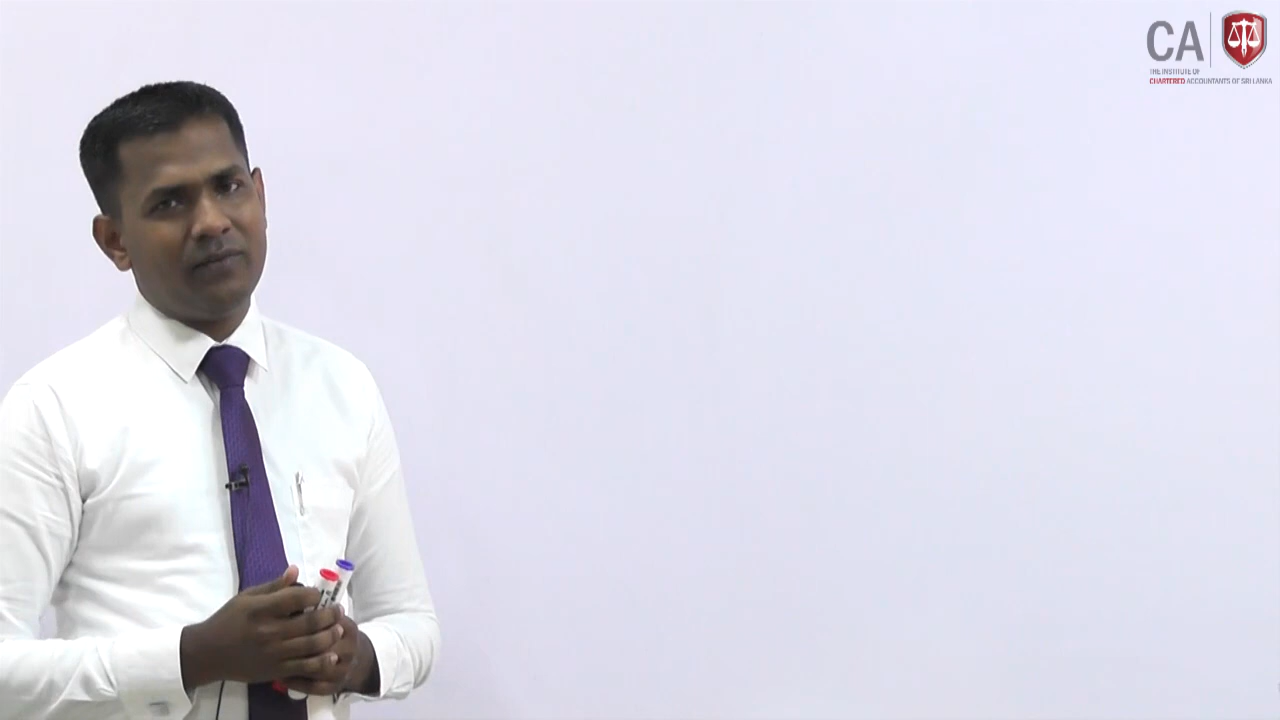 CA
THE INSTITUTE OF
CHARTERED ACCOUNTANTS OF SRI LANKA